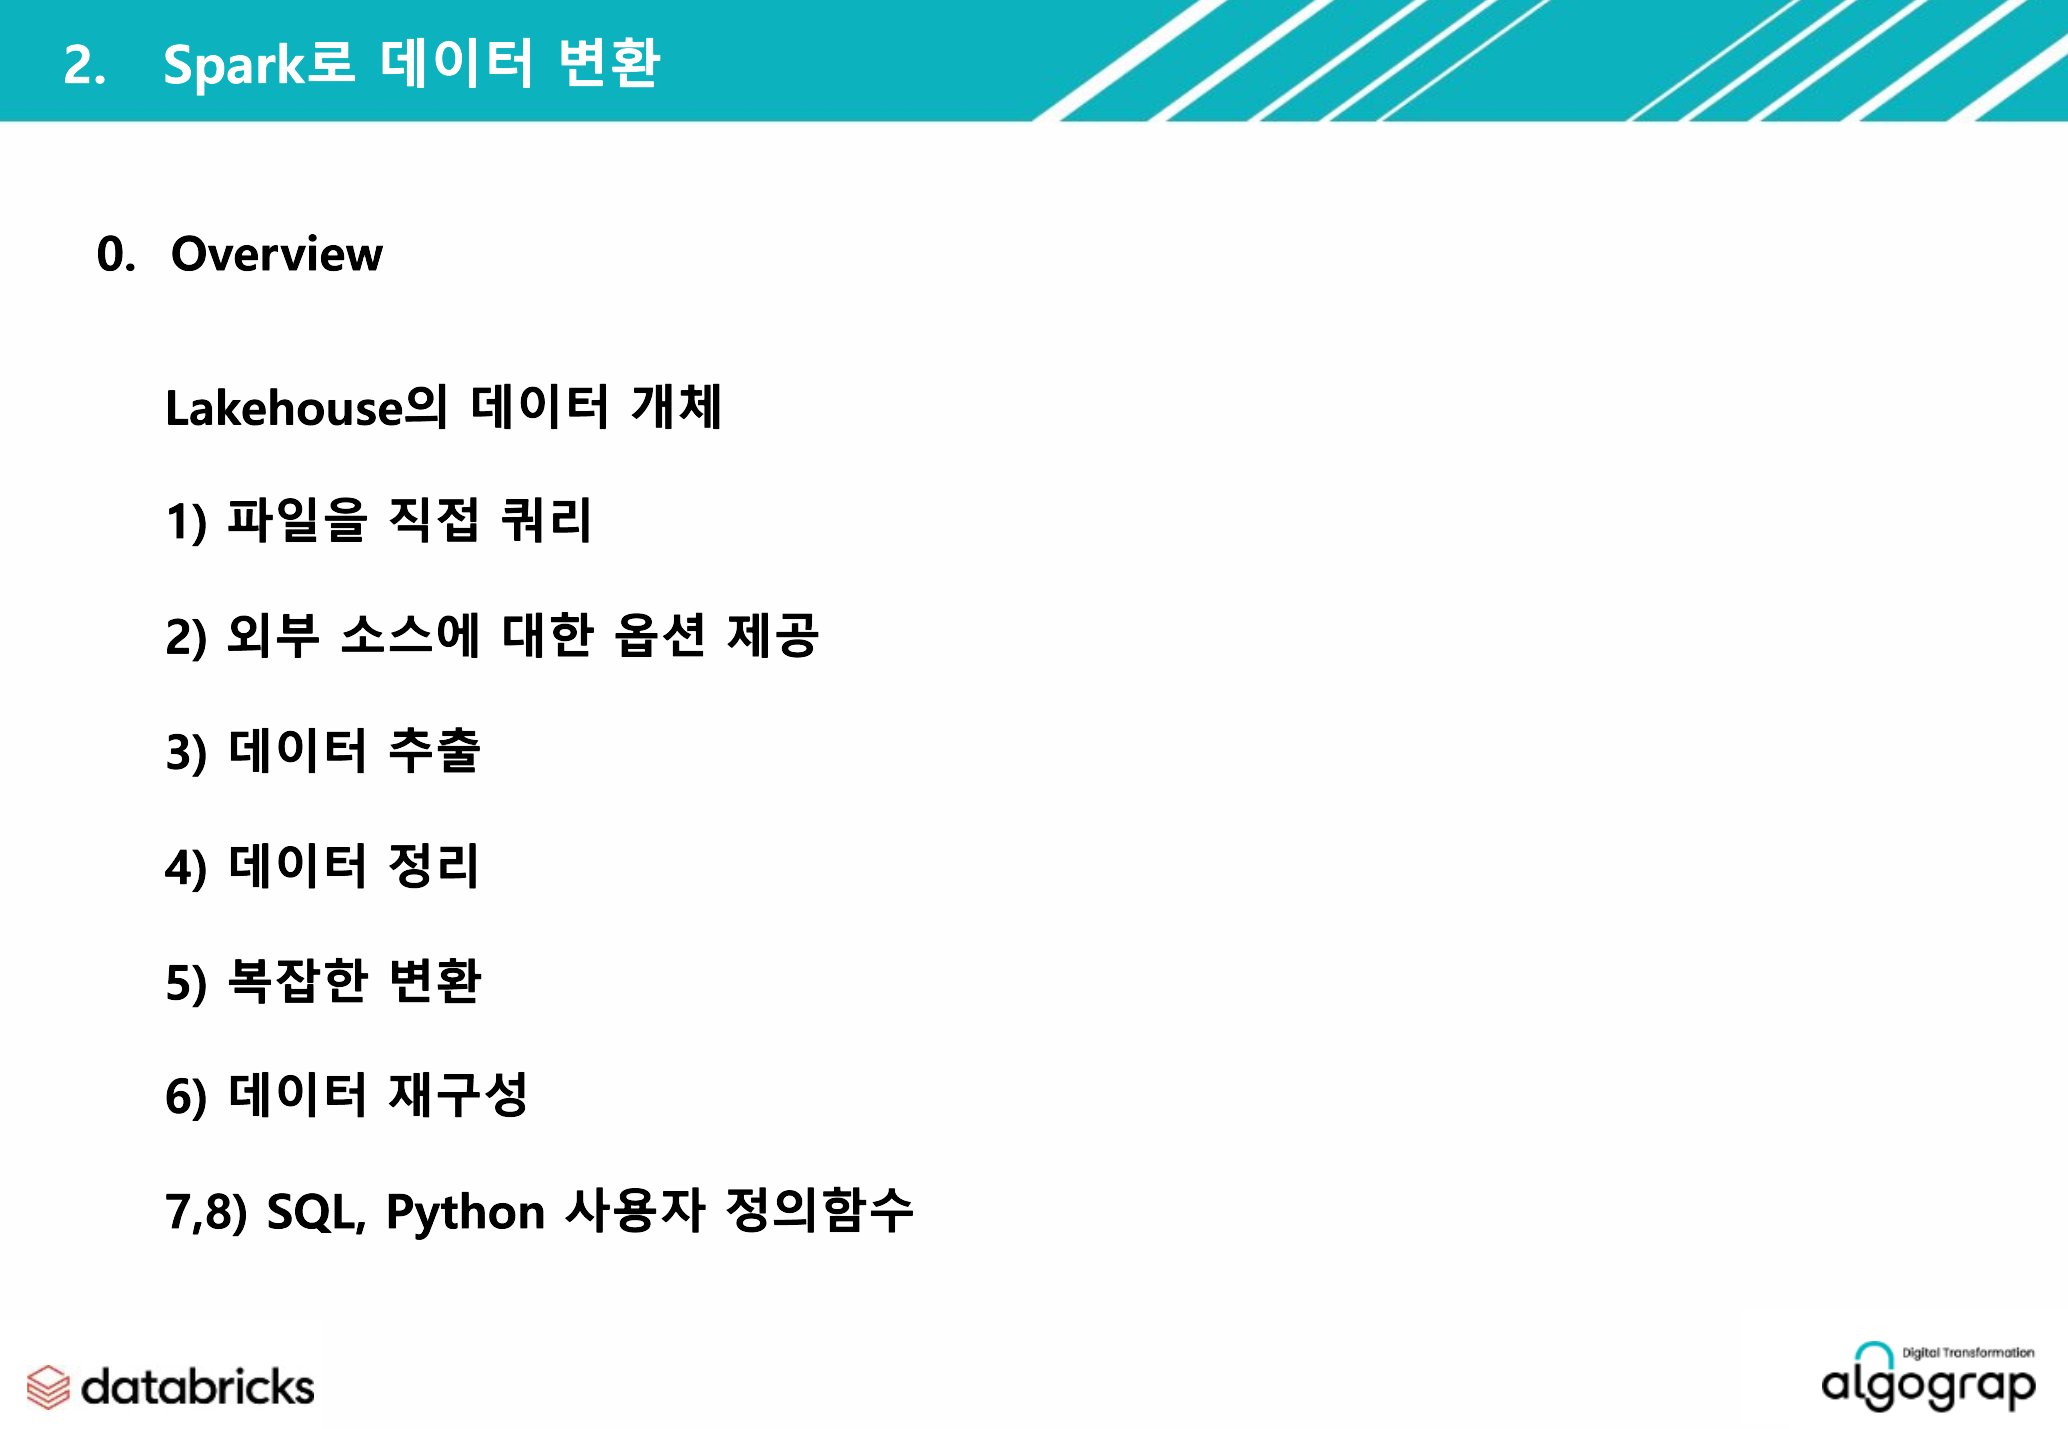 2. Spark로 데이터 변환
0. Overview
Lakehouse의 데이터 개체
1) 파일을 직접 쿼리
2) 외부 소스에 대한 옵션 제공
3) 데이터 추출
4) 데이터 정리
5) 복잡한 변환
6) 데이터 재구성
7,8) SQL, Python 사용자 정의함수
databricks
Digital Transformation
algograp